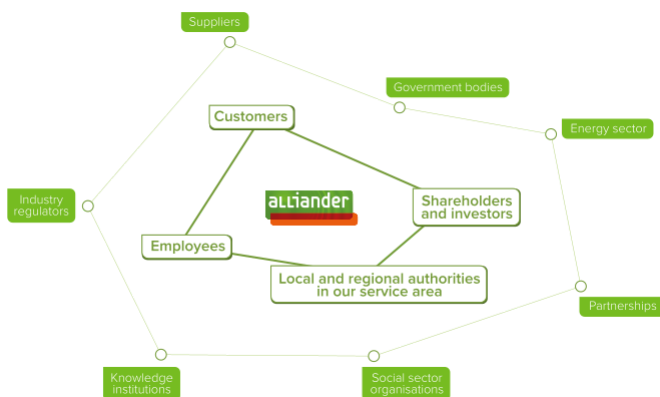 Suppliers
Government bodies
Customers
Energy sector
alliander
Industry
regulators
Shareholders
and investors
Employees
Local and regional authorities
in our service area
Partnerships
Knowledge
institutions
Social sector
organisations